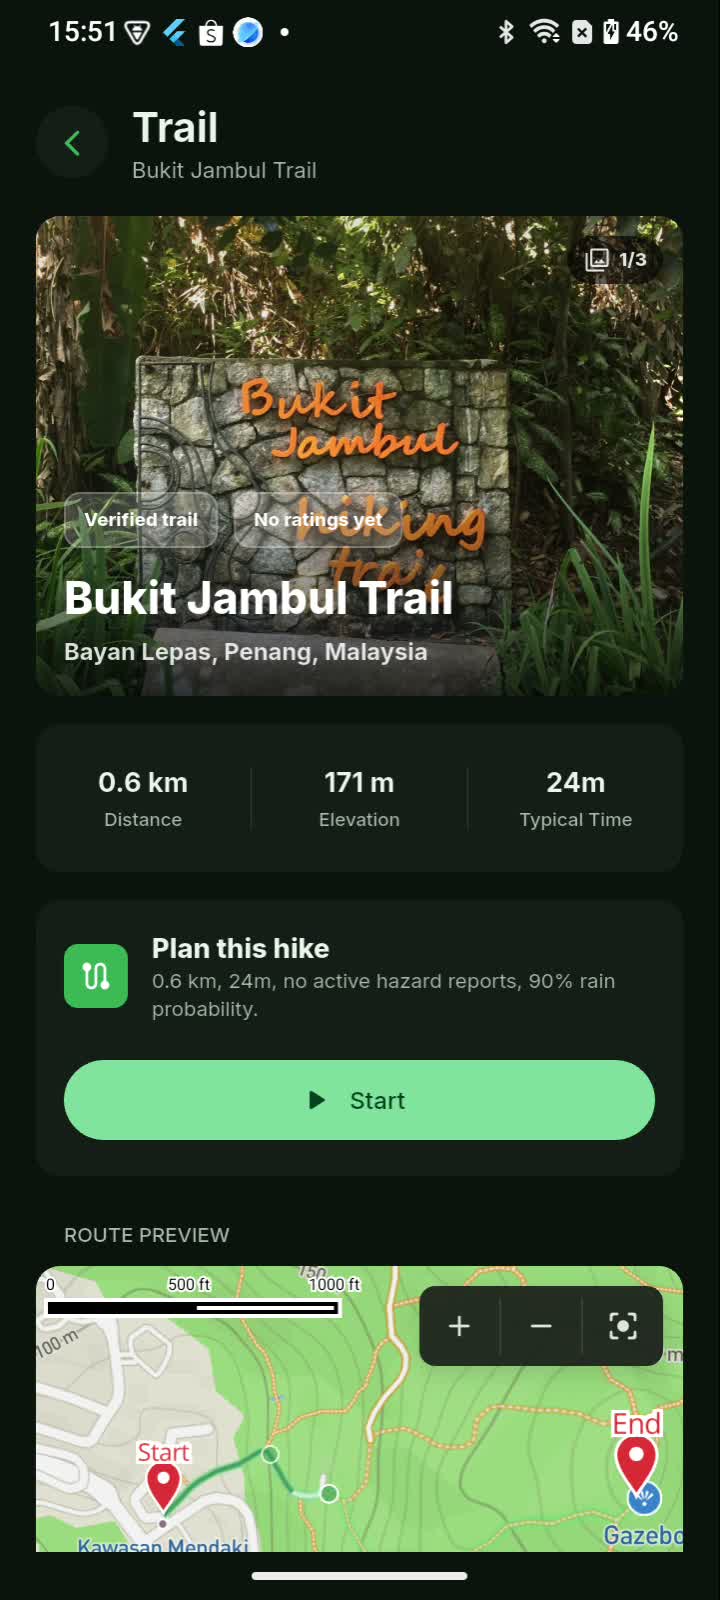 15:51
46%
Trail
Bukit Jambul Trail
1/3
Bukit
Jambul
hiking
trail
Verified trail
No ratings yet
Bukit Jambul Trail
Bayan Lepas, Penang, Malaysia
0.6 km
171 m
24m
Distance
Elevation
Typical Time
Plan this hike
0.6 km, 24m, no active hazard reports, 90% rain
probability.
Start
ROUTE PREVIEW
0
500 ft
1000 ft
150
100 m
m
Start
End
Kawasan Mendaki
Gazebo